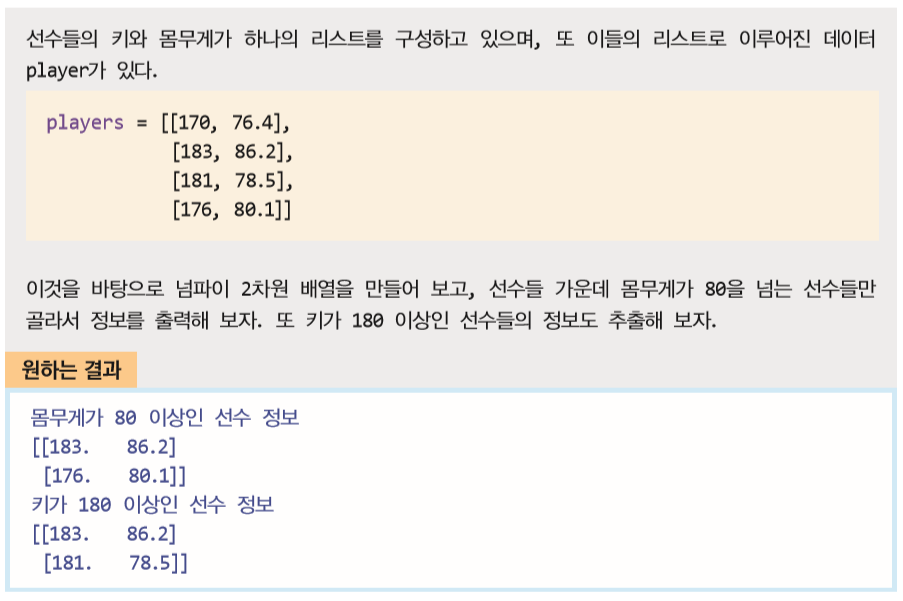 선수들의 키와 몸무게가 하나의 리스트를 구성하고 있으며, 또 이들의 리스트로 이루어진 데이터
player가 있다.
players = [[170, 76.4],
[183, 86.2],
[181, 78.5],
[176, 80.1]]
이것을 바탕으로 넘파이 2차원 배열을 만들어 보고, 선수들 가운데 몸무게가 80을 넘는 선수들만
골라서 정보를 출력해 보자. 또 키가 180 이상인 선수들의 정보도 추출해 보자.
원하는 결과
몸무게가 80 이상인 선수 정보
[[183. 86.2]
[176. 80.1]]
키가 180 이상인 선수 정보
[[183. 86.2]
[181. 78.5]]